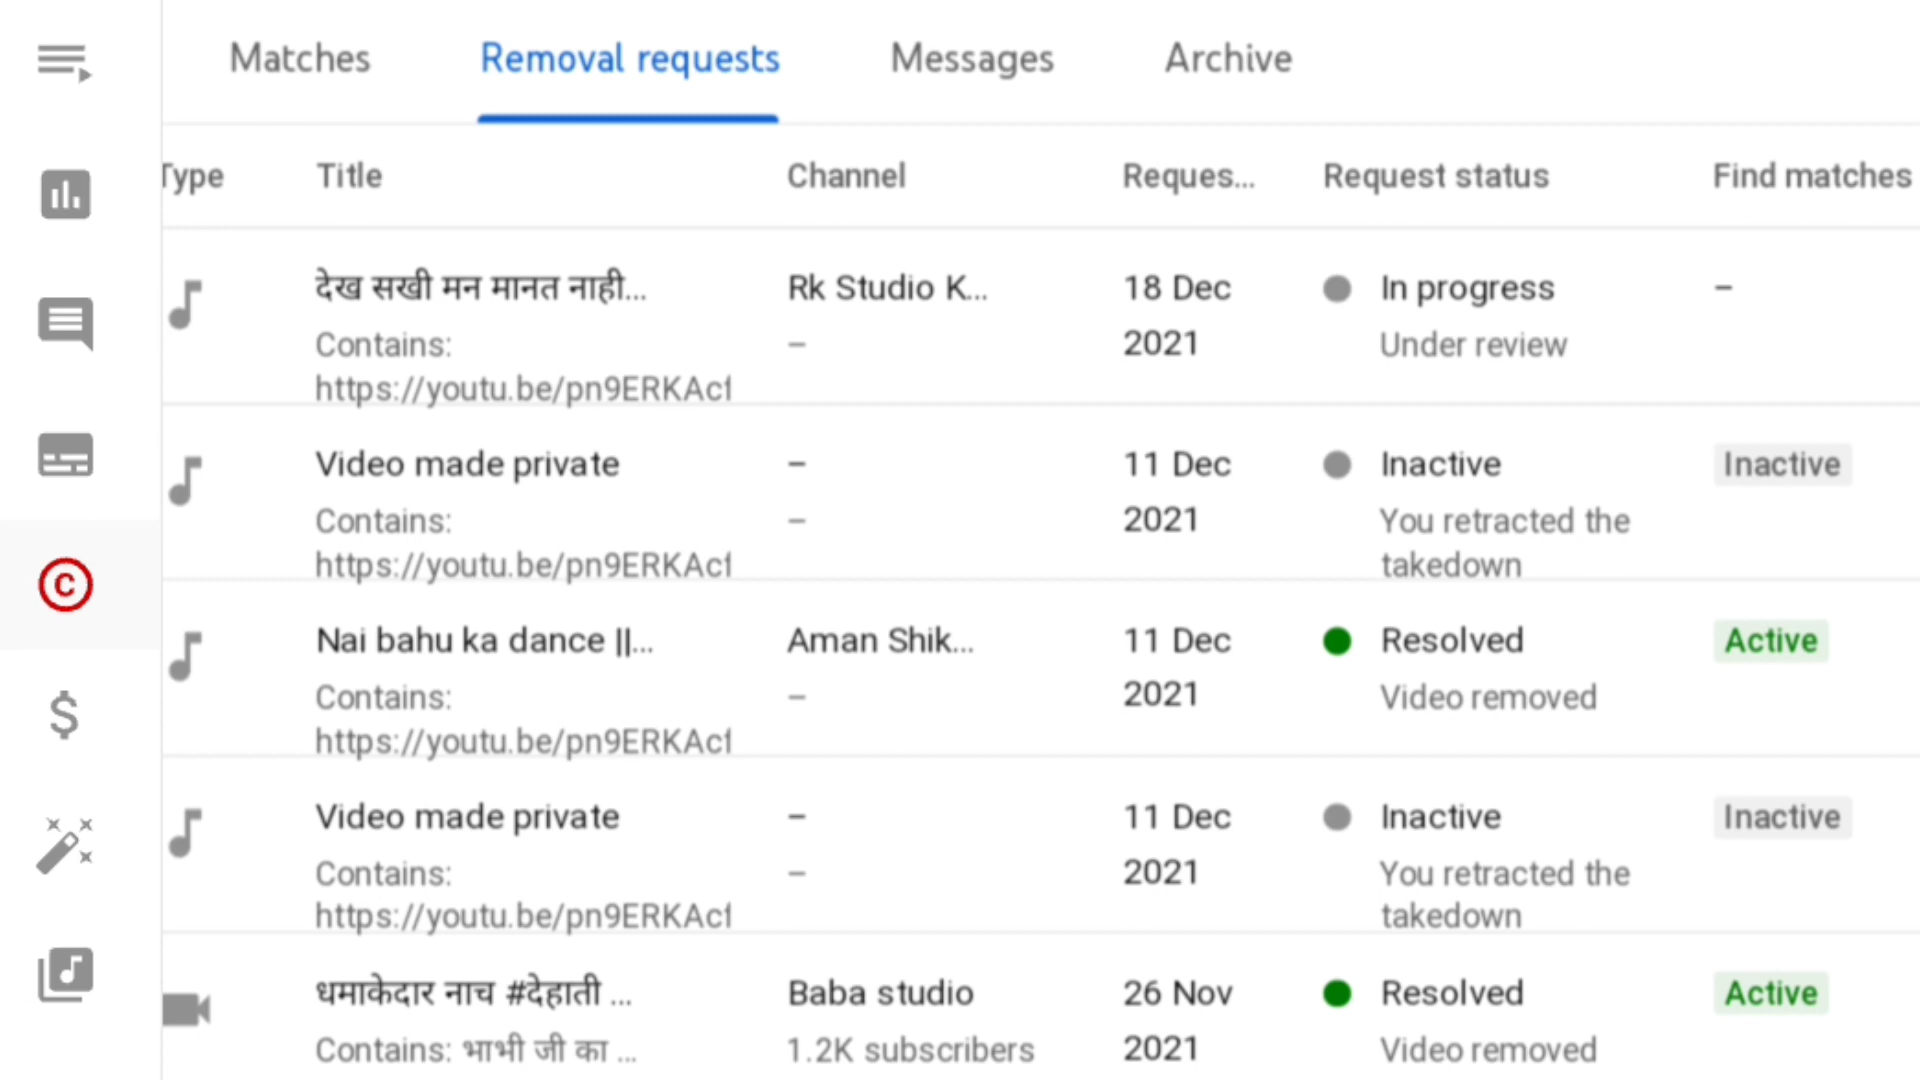 Matches Removal requests Messages Archive
Type Title Channel Reques... Request status Find matches
देख सखी मन मानत नाही... Rk Studio K... 18 Dec In progress –
Contains: – 2021 Under review
https://youtu.be/pn9ERKAcf
Video made private – 11 Dec Inactive Inactive
Contains: – 2021 You retracted the
https://youtu.be/pn9ERKAcf takedown
Nai bahu ka dance ||... Aman Shik... 11 Dec Resolved Active
Contains: – 2021 Video removed
https://youtu.be/pn9ERKAcf
Video made private – 11 Dec Inactive Inactive
Contains: – 2021 You retracted the
https://youtu.be/pn9ERKAcf takedown
धमाकेदार नाच #देहाती ... Baba studio 26 Nov Resolved Active
Contains: भाभी जी का ... 1.2K subscribers 2021 Video removed